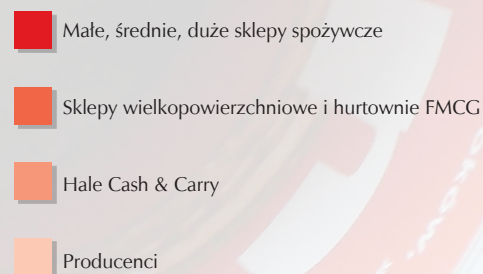 Małe, średnie, duże sklepy spożywcze
Sklepy wielkopowierzchniowe i hurtownie FMCG
Hale Cash & Carry
Producenci